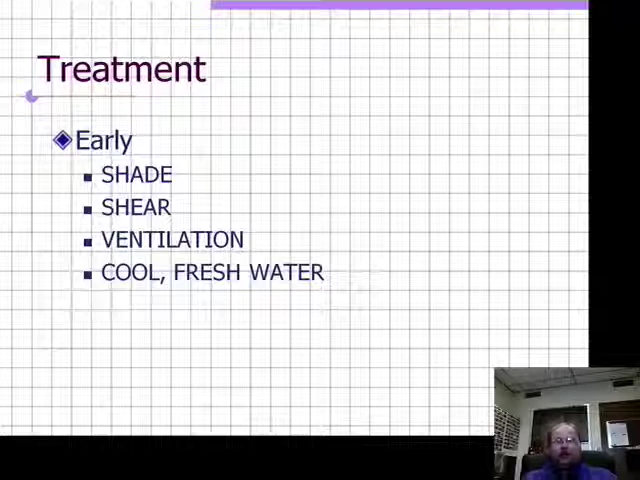 Treatment
Early
SHADE
SHEAR
VENTILATION
COOL, FRESH WATER